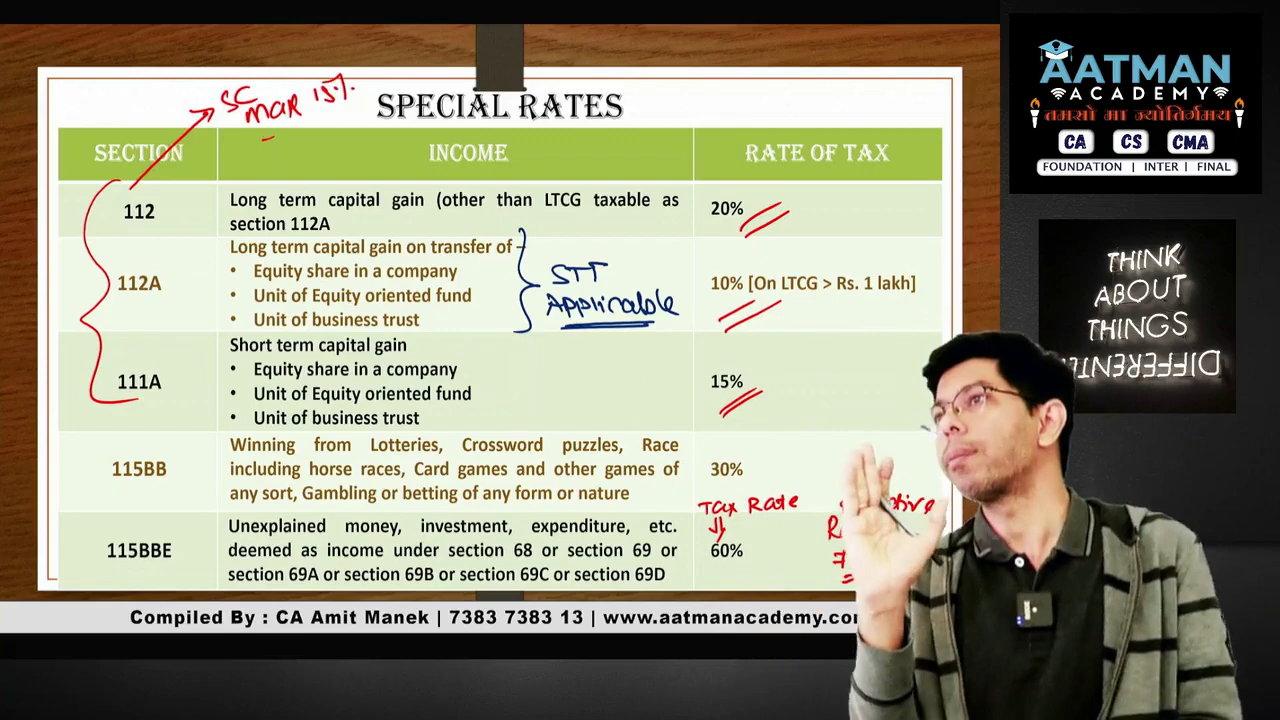 SC
MAX 15%.
SPECIAL RATES
SECTION INCOME RATE OF TAX
112
Long term capital gain (other than LTCG taxable as
section 112A
20%
112A
Long term capital gain on transfer of –
• Equity share in a company
• Unit of Equity oriented fund
• Unit of business trust
STT
Applicable
10% [On LTCG > Rs. 1 lakh]
111A
Short term capital gain
• Equity share in a company
• Unit of Equity oriented fund
• Unit of business trust
15%
115BB
Winning from Lotteries, Crossword puzzles, Race
including horse races, Card games and other games of
any sort, Gambling or betting of any form or nature
30%
115BBE
Unexplained money, investment, expenditure, etc.
deemed as income under section 68 or section 69 or
section 69A or section 69B or section 69C or section 69D
Tax Rate
60%
Compiled By : CA Amit Manek | 7383 7383 13 | www.aatmanacademy.co
AATMAN
ACADEMY
तमसो मा ज्योतिर्गमय
CA CS CMA
FOUNDATION | INTER | FINAL
THINK
ABOUT
THINGS